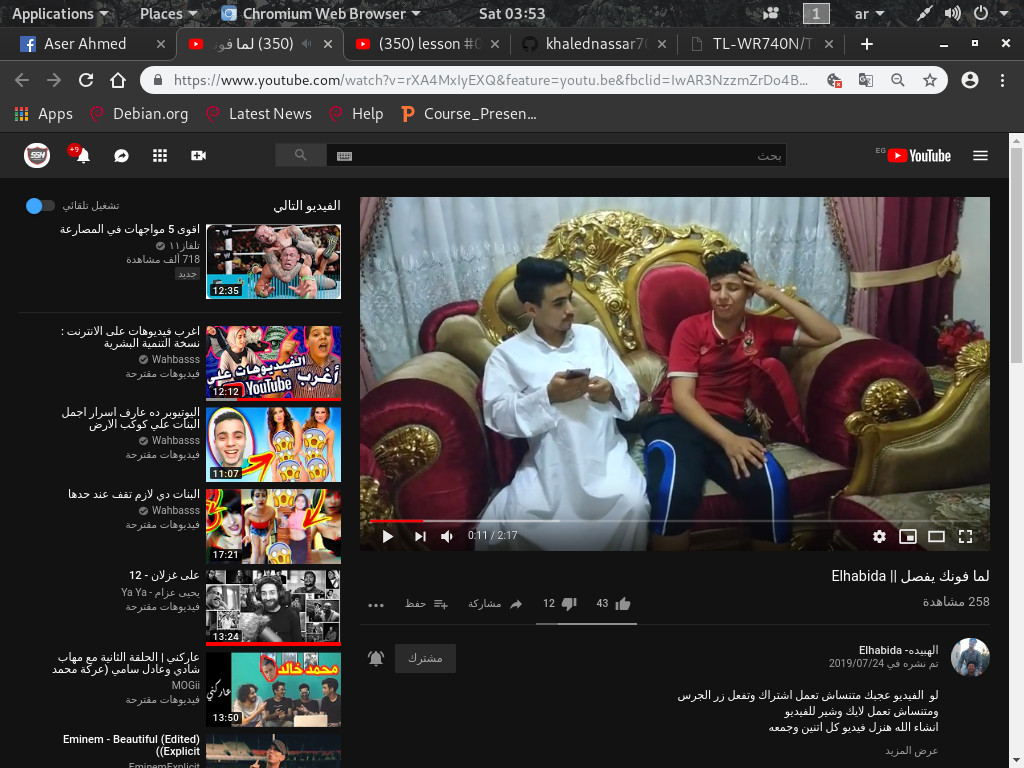 Applications Places Chromium Web Browser Sat 03:53 1 ar
Aser Ahmed
(350) لما فو
(350) lesson #
khalednassar7
TL-WR740N/T
https://www.youtube.com/watch?v=rXA4MxIyEXQ&feature=youtu.be&fbclid=IwAR3NzzmZrDo4B...
Apps Debian.org Latest News Help Course_Presen...
9+
بحث
YouTube EG
الفيديو التالي
تشغيل تلقائي
اقوى 5 مواجهات في المصارعة
تلفاز١١
718 ألف مشاهدة
جديد
12:35
اغرب فيديوهات على الانترنت :
نسخة التنمية البشرية
Wahbasss
فيديوهات مقترحة
أغرب الفيديوهات على
YouTube
12:12
اليوتيوبر ده عارف اسرار اجمل
البنات علي كوكب الارض
Wahbasss
فيديوهات مقترحة
11:07
البنات دي لازم تقف عند حدها
Wahbasss
فيديوهات مقترحة
17:21
على غزلان - 12
يحيى عزام - Ya Ya
فيديوهات مقترحة
13:24
عاركني | الحلقة الثانية مع مهاب
شادي وعادل سامي (عركة محمد
MOGii
فيديوهات مقترحة
محمد خالد
عاركني
13:50
Eminem - Beautiful (Edited)
((Explicit
EminemExplicit
0:11 / 2:17
لما فونك يفصل || Elhabida
258 مشاهدة
43
12
مشاركة
حفظ
الهبيده- Elhabida
تم نشره في 24/07/2019
مشترك
لو الفيديو عجبك متنساش تعمل اشتراك وتفعل زر الجرس
ومتنساش تعمل لايك وشير للفيديو
انشاء الله هنزل فيديو كل اتنين وجمعه
عرض المزيد